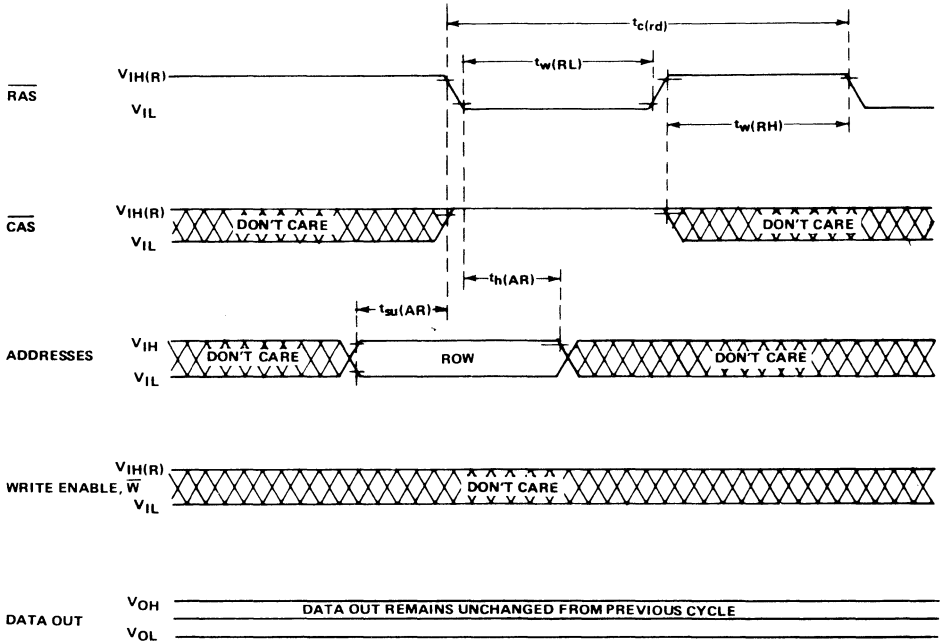 tc(rd)
VIH(R)
tw(RL)
RAS
VIL
tw(RH)
VIH(R)
CAS
DON'T CARE
DON'T CARE
VIL
th(AR)
tsu(AR)
VIH
ADDRESSES
DON'T CARE
ROW
DON'T CARE
VIL
VIH(R)
WRITE ENABLE, W
DON'T CARE
VIL
VOH
DATA OUT REMAINS UNCHANGED FROM PREVIOUS CYCLE
DATA OUT
VOL